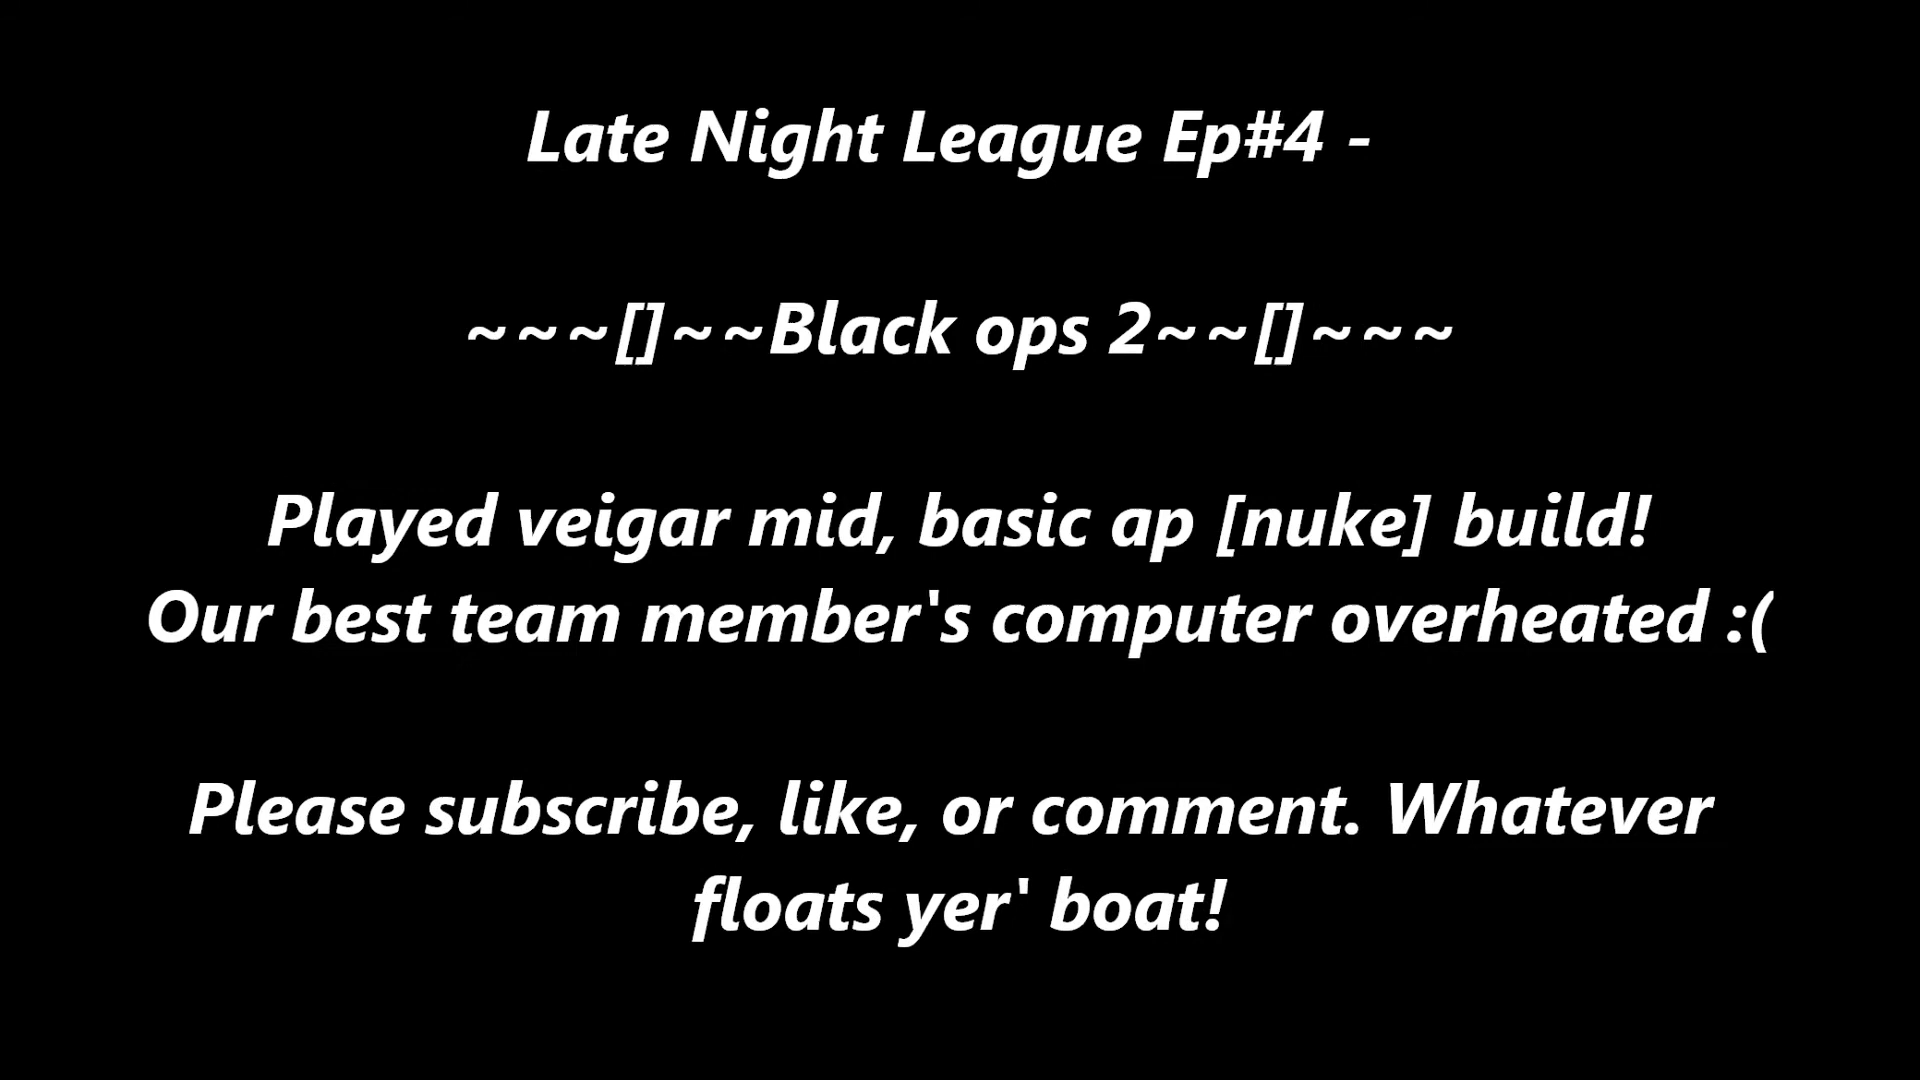 Late Night League Ep#4 -
~~~[]~~Black ops 2~~[]~~~
Played veigar mid, basic ap [nuke] build!
Our best team member's computer overheated :(
Please subscribe, like, or comment. Whatever
floats yer' boat!